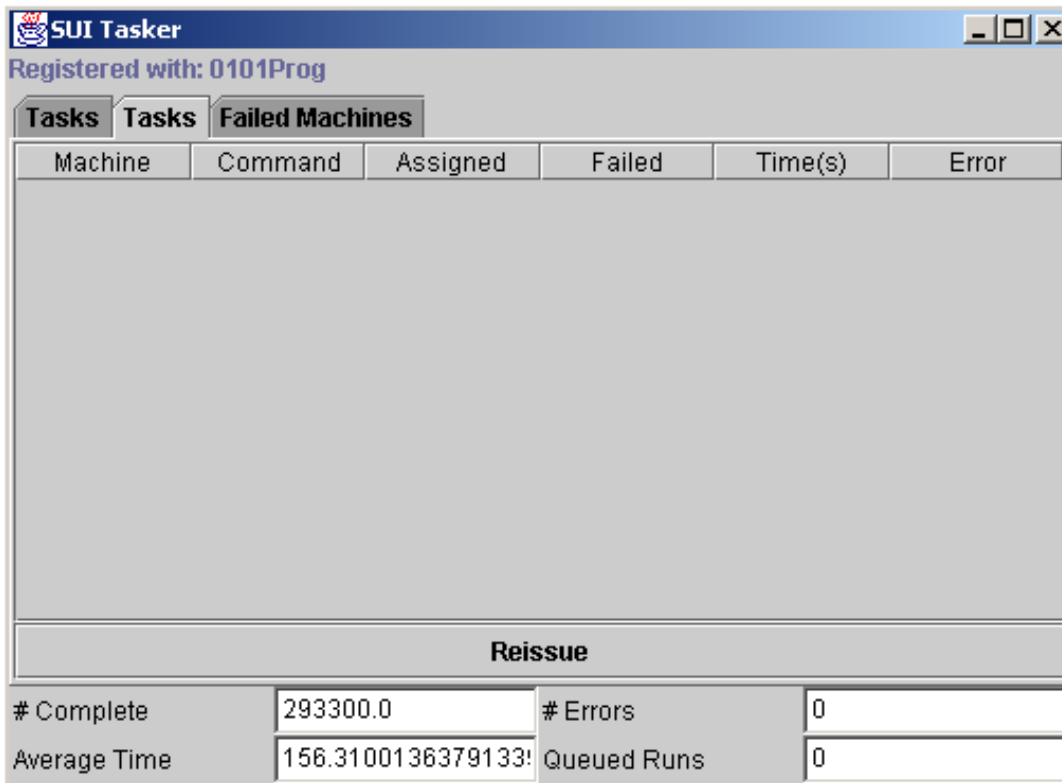 SUI Tasker
Registered with: 0101Prog
Tasks Tasks Failed Machines
Machine Command Assigned Failed Time(s) Error
Reissue
# Complete 293300.0 # Errors 0
Average Time 156.31001363791339 Queued Runs 0